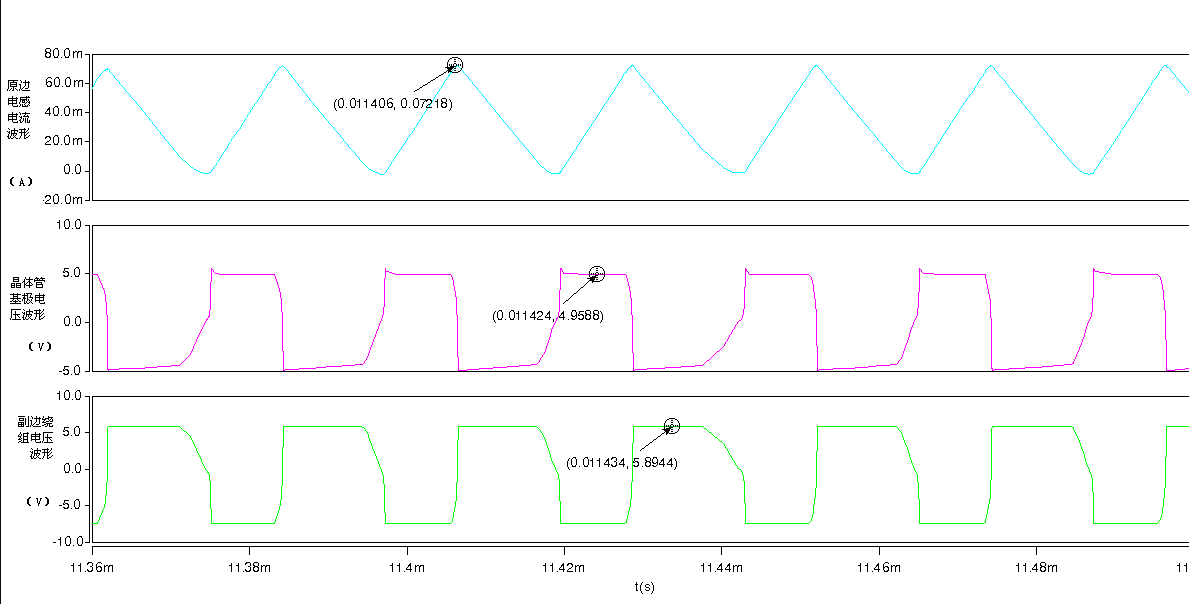 80.0m
60.0m
40.0m
20.0m
0.0
-20.0m
原边
电感
电流
波形
（A）
(0.011406, 0.07218)
10.0
5.0
0.0
-5.0
晶体管
基极电
压波形
（V）
(0.011424, 4.9588)
10.0
5.0
0.0
-5.0
-10.0
副边绕
组电压
波形
（V）
(0.011434, 5.8944)
11.36m 11.38m 11.4m 11.42m 11.44m 11.46m 11.48m 11
t(s)